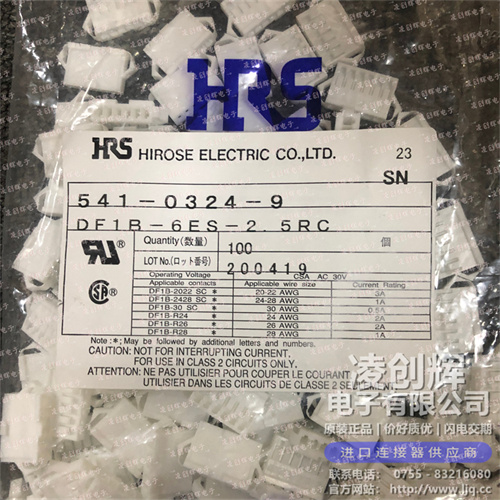 HRS
HRS HIROSE ELECTRIC CO.,LTD. 23
SN
541-0324-9
DF1B-6ES-2.5RC
Quantity(数量) 100 個
LOT No.(ロット番号) 200419
Operating Voltage CSA AC 30V
Applicable contacts Applicable wire size Current Rating
DF1B-2022 SC * 20-22 AWG 3A
DF1B-2428 SC * 24-28 AWG 1A
DF1B-30 SC * 30 AWG 0.5A
DF1B-R24 * 24 AWG 2A
DF1B-R26 * 26 AWG 2A
DF1B-R28 * 28 AWG 1A
Note :*; May be followed by additional letters and numbers.
CAUTION: NOT FOR INTERRUPTING CURRENT.
FOR USE IN CLASS 2 CIRCUITS ONLY.
ATTENTION: NE PAS UTILISER POUR COUPER LE COURANT
UTILISER DANS LES CIRCUITS DE CLASSE 2 SEULEMENT.
凌创辉
电子有限公司
原装正品 | 价好质优 | 闪电交期
进口连接器供应商
联系电话: 0755 - 83216080
http://www.ljq.cc